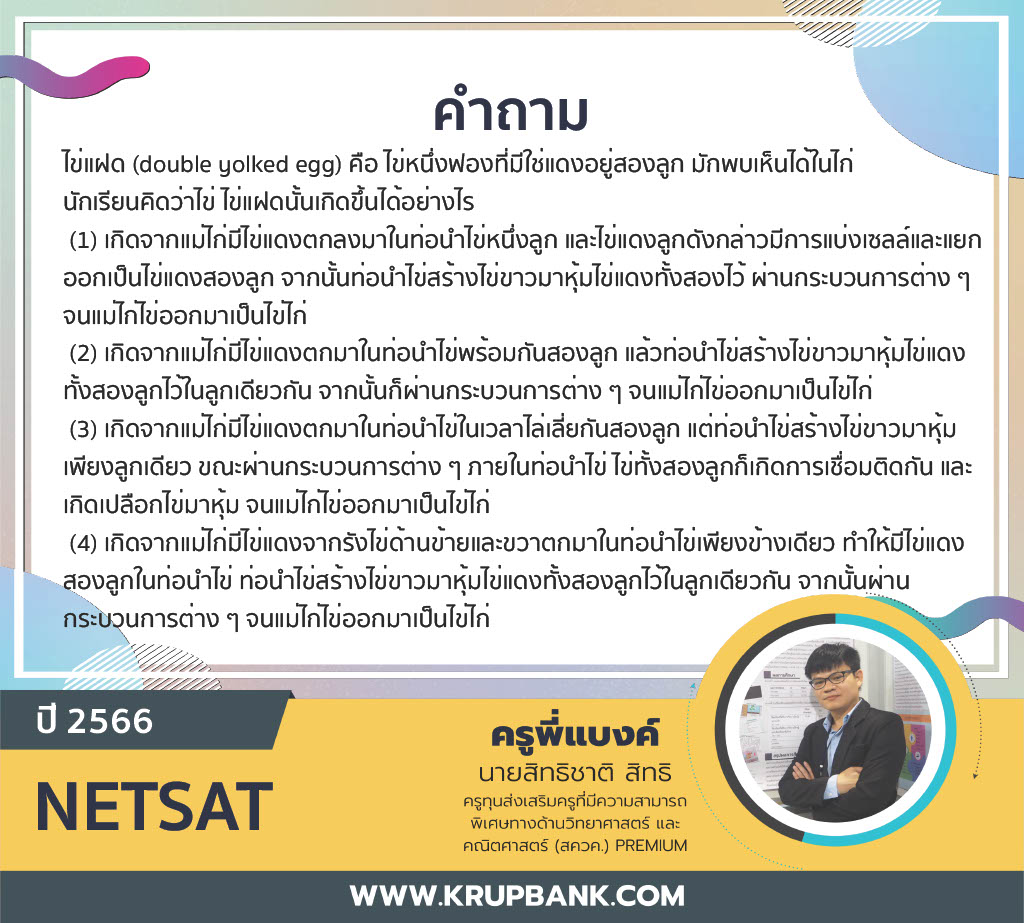 คำถาม
ไข่แฝด (double yolked egg) คือ ไข่หนึ่งฟองที่มีใช่แดงอยู่สองลูก มักพบเห็นได้ในไก่
นักเรียนคิดว่าไข่ ไข่แฝดนั้นเกิดขึ้นได้อย่างไร
(1) เกิดจากแม่ไก่มีไข่แดงตกลงมาในท่อนำไข่หนึ่งลูก และไข่แดงลูกดังกล่าวมีการแบ่งเซลล์และแยก
ออกเป็นไข่แดงสองลูก จากนั้นท่อนำไข่สร้างไข่ขาวมาหุ้มไข่แดงทั้งสองไว้ ผ่านกระบวนการต่าง ๆ
จนแม่ไก่ไข่ออกมาเป็นไข่ไก่
(2) เกิดจากแม่ไก่มีไข่แดงตกมาในท่อนำไข่พร้อมกันสองลูก แล้วท่อนำไข่สร้างไข่ขาวมาหุ้มไข่แดง
ทั้งสองลูกไว้ในลูกเดียวกัน จากนั้นก็ผ่านกระบวนการต่าง ๆ จนแม่ไก่ไข่ออกมาเป็นไข่ไก่
(3) เกิดจากแม่ไก่มีไข่แดงตกมาในท่อนำไข่ในเวลาไล่เลี่ยกันสองลูก แต่ท่อนำไข่สร้างไข่ขาวมาหุ้ม
เพียงลูกเดียว ขณะผ่านกระบวนการต่าง ๆ ภายในท่อนำไข่ ไข่ทั้งสองลูกก็เกิดการเชื่อมติดกัน และ
เกิดเปลือกไข่มาหุ้ม จนแม่ไก่ไข่ออกมาเป็นไข่ไก่
(4) เกิดจากแม่ไก่มีไข่แดงจากรังไข่ด้านข้ายและขวาตกมาในท่อนำไข่เพียงข้างเดียว ทำให้มีไข่แดง
สองลูกในท่อนำไข่ ท่อนำไข่สร้างไข่ขาวมาหุ้มไข่แดงทั้งสองลูกไว้ในลูกเดียวกัน จากนั้นผ่าน
กระบวนการต่าง ๆ จนแม่ไก่ไข่ออกมาเป็นไข่ไก่
ปี 2566
NETSAT
ครูพี่แบงค์
นายสิทธิชาติ สิทธิ
ครูทุนส่งเสริมครูที่มีความสามารถ
พิเศษทางด้านวิทยาศาสตร์ และ
คณิตศาสตร์ (สควค.) PREMIUM
WWW.KRUPBANK.COM